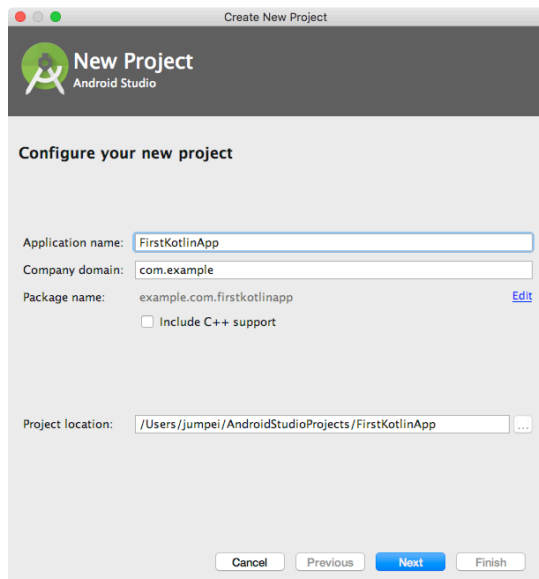 Create New Project
New Project
Android Studio
Configure your new project
Application name: FirstKotlinApp
Company domain: com.example
Package name: example.com.firstkotlinapp Edit
Include C++ support
Project location: /Users/jumpei/AndroidStudioProjects/FirstKotlinApp ...
Cancel Previous Next Finish